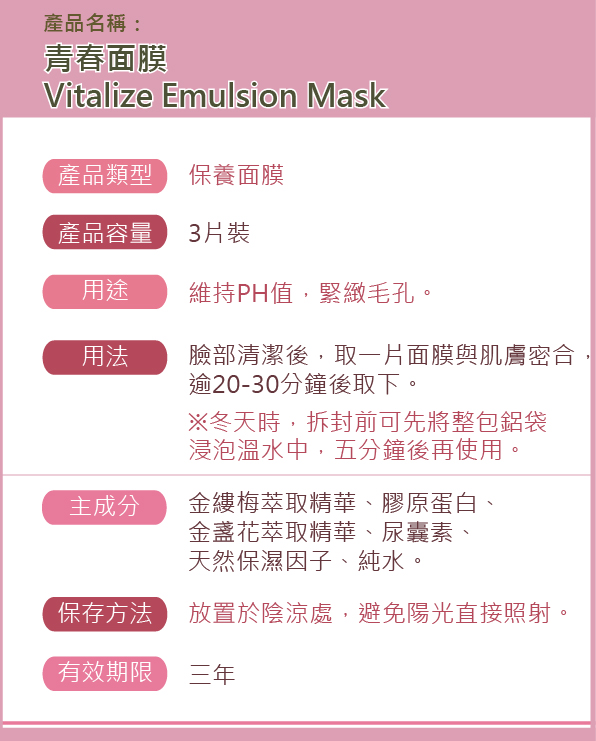 產品名稱：
青春面膜
Vitalize Emulsion Mask
產品類型 保養面膜
產品容量 3片裝
用途 維持PH值，緊緻毛孔。
用法 臉部清潔後，取一片面膜與肌膚密合，
逾20-30分鐘後取下。
※冬天時，拆封前可先將整包鋁袋
浸泡溫水中，五分鐘後再使用。
主成分 金縷梅萃取精華、膠原蛋白、
金盞花萃取精華、尿囊素、
天然保濕因子、純水。
保存方法 放置於陰涼處，避免陽光直接照射。
有效期限 三年